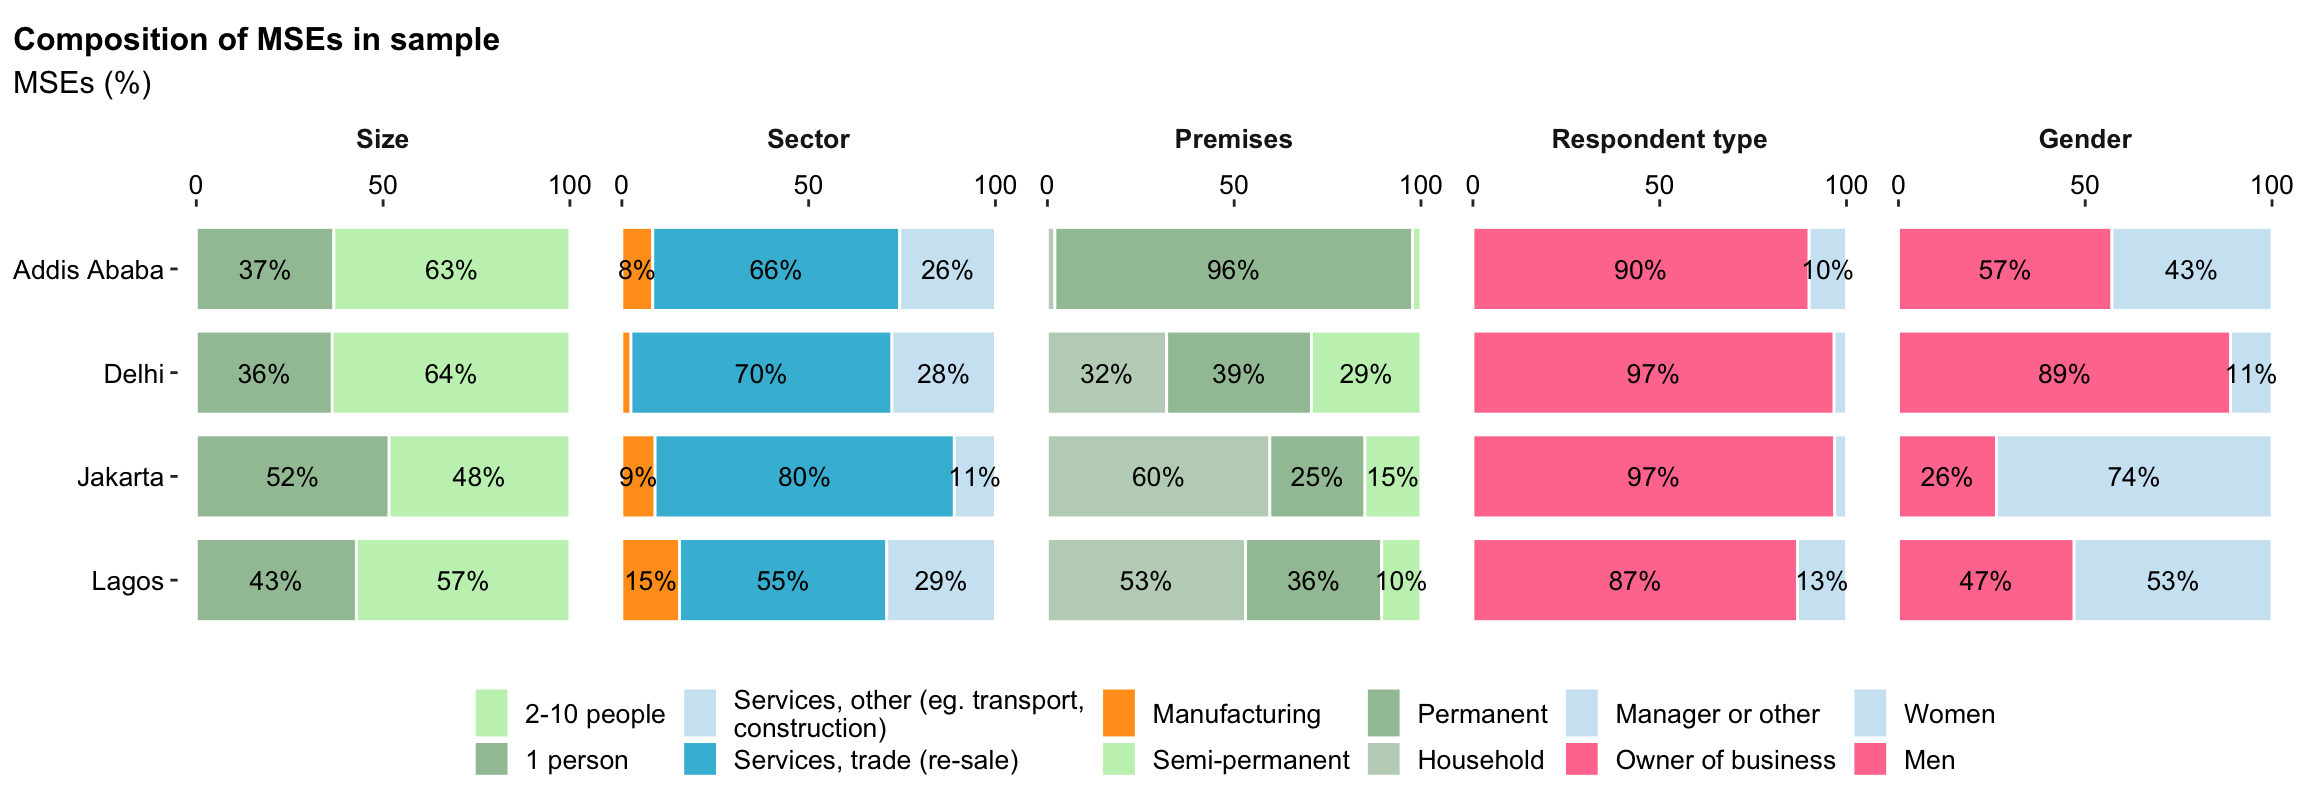 Composition of MSEs in sample
MSEs (%)
Size Sector Premises Respondent type Gender
0 50 100 0 50 100 0 50 100 0 50 100 0 50 100
Addis Ababa 37% 63% 8% 66% 26% 96% 90% 10% 57% 43%
Delhi 36% 64% 70% 28% 32% 39% 29% 97% 89% 11%
Jakarta 52% 48% 9% 80% 11% 60% 25% 15% 97% 26% 74%
Lagos 43% 57% 15% 55% 29% 53% 36% 10% 87% 13% 47% 53%
2-10 people Services, other (eg. transport, construction) Manufacturing Permanent Manager or other Women
1 person Services, trade (re-sale) Semi-permanent Household Owner of business Men